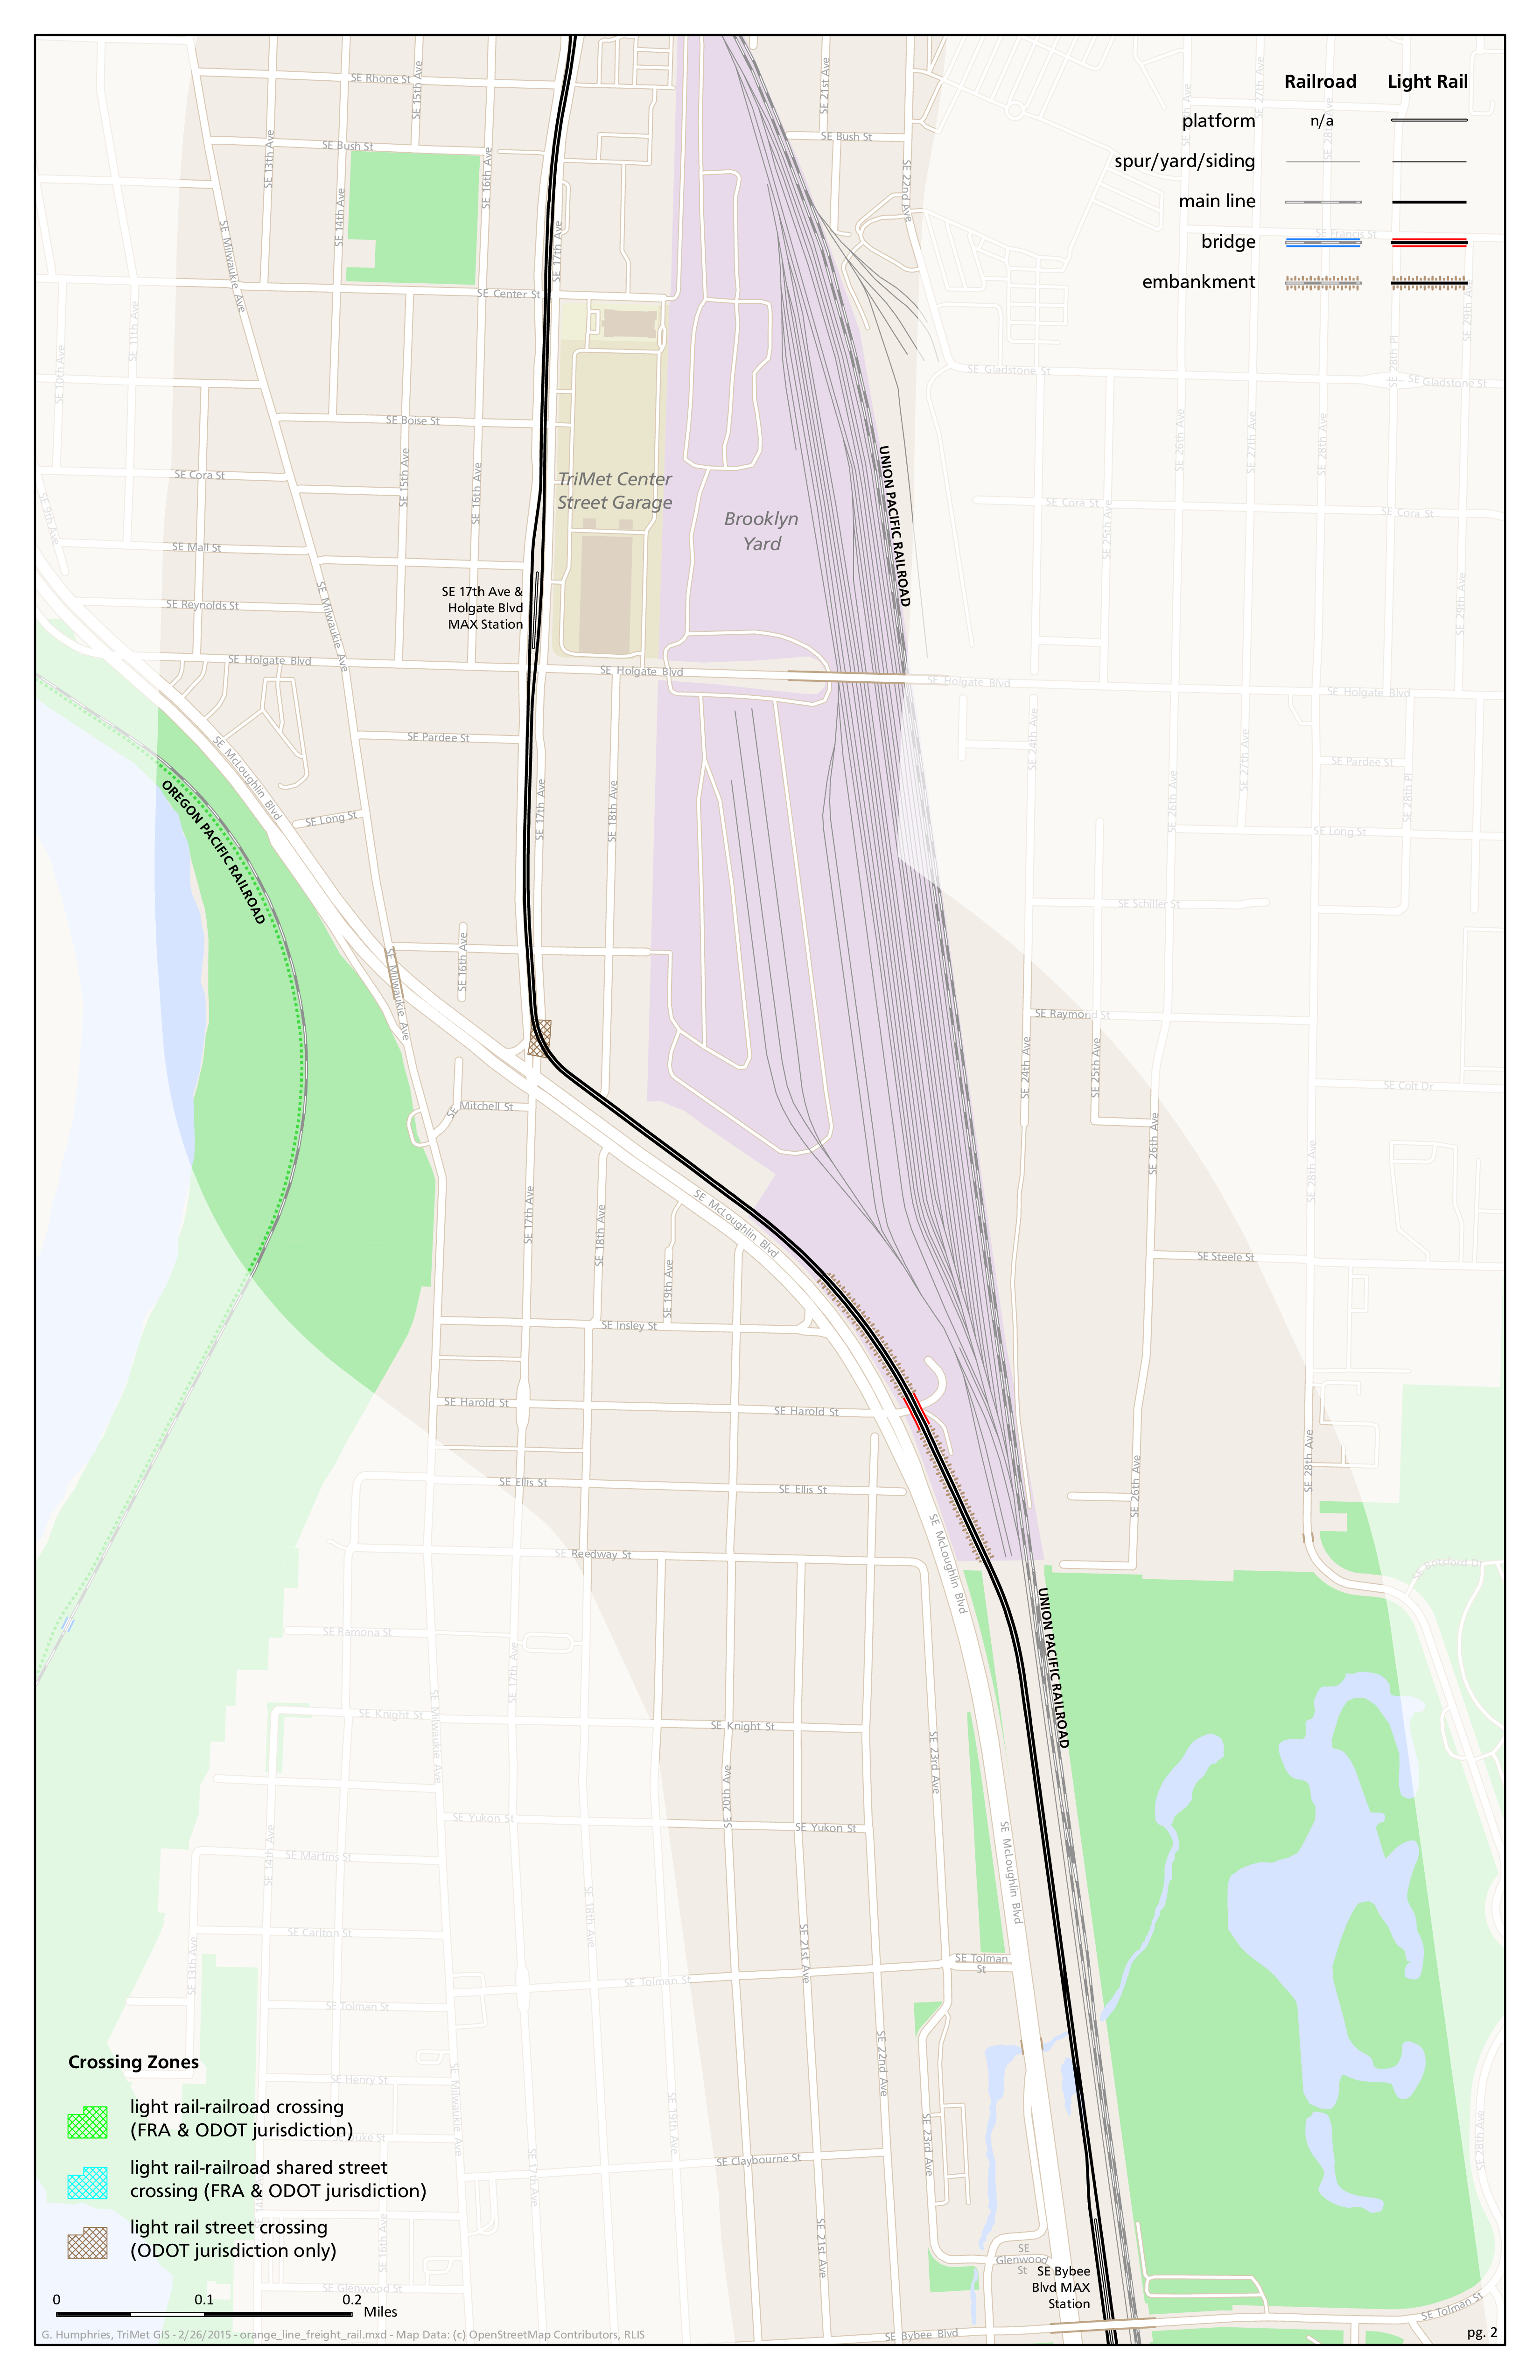 Railroad Light Rail
platform n/a
spur/yard/siding
main line
bridge
embankment
SE Rhone St
SE 15th Ave
SE 21st Ave
SE 27th Ave
SE 28th Ave
SE 13th Ave
SE Bush St
SE 16th Ave
SE Bush St
SE 22nd Ave
SE 14th Ave
SE Milwaukie Ave
SE 17th Ave
SE Francis St
SE Center St
SE 11th Ave
SE 10th Ave
SE 29th Ave
SE 28th Pl
SE Gladstone St
SE Gladstone St
SE Boise St
SE Cora St
SE 15th Ave
SE 16th Ave
SE 9th Ave
TriMet Center
Street Garage
Brooklyn
Yard
UNION PACIFIC RAILROAD
SE 26th Ave
SE 27th Ave
SE 28th Ave
SE Cora St
SE Cora St
SE 25th Ave
SE Mall St
SE Milwaukie Ave
SE Reynolds St
SE 17th Ave &
Holgate Blvd
MAX Station
SE 29th Ave
SE Holgate Blvd
SE Holgate Blvd
SE Holgate Blvd
SE Holgate Blvd
SE Pardee St
SE McLoughlin Blvd
SE 24th Ave
SE 27th Ave
SE Pardee St
SE 28th Pl
SE 26th Ave
SE Long St
SE 17th Ave
SE 18th Ave
SE Long St
OREGON PACIFIC RAILROAD
SE Schiller St
SE Milwaukie Ave
SE 16th Ave
SE Raymond St
SE 24th Ave
SE 25th Ave
SE Colt Dr
SE Mitchell St
SE 26th Ave
SE 28th Ave
SE 17th Ave
SE 18th Ave
SE McLoughlin Blvd
SE 19th Ave
SE Steele St
SE Insley St
SE Harold St
SE Harold St
SE Ellis St
SE Ellis St
SE 26th Ave
SE 28th Ave
SE McLoughlin Blvd
SE Reedway St
SE Botsford Dr
UNION PACIFIC RAILROAD
SE Ramona St
SE 17th Ave
SE Milwaukie Ave
SE Knight St
SE Knight St
SE 23rd Ave
SE 20th Ave
SE Yukon St
SE Yukon St
SE 14th Ave
SE Martins St
SE McLoughlin Blvd
SE 18th Ave
SE Carlton St
SE 13th Ave
SE 21st Ave
SE Tolman
St
SE Tolman St
SE Tolman St
SE 22nd Ave
SE Henry St
SE Milwaukie Ave
SE 19th Ave
SE 23rd Ave
SE 28th Ave
SE Claybourne St
SE 17th Ave
SE 16th Ave
SE 21st Ave
SE
Glenwood
St
SE Glenwood St
SE Bybee
Blvd MAX
Station
SE Tolman St
SE Bybee Blvd
Crossing Zones
light rail-railroad crossing
(FRA & ODOT jurisdiction)
light rail-railroad shared street
crossing (FRA & ODOT jurisdiction)
light rail street crossing
(ODOT jurisdiction only)
0 0.1 0.2
Miles
G. Humphries, TriMet GIS - 2/26/2015 - orange_line_freight_rail.mxd - Map Data: (c) OpenStreetMap Contributors, RLIS
pg. 2